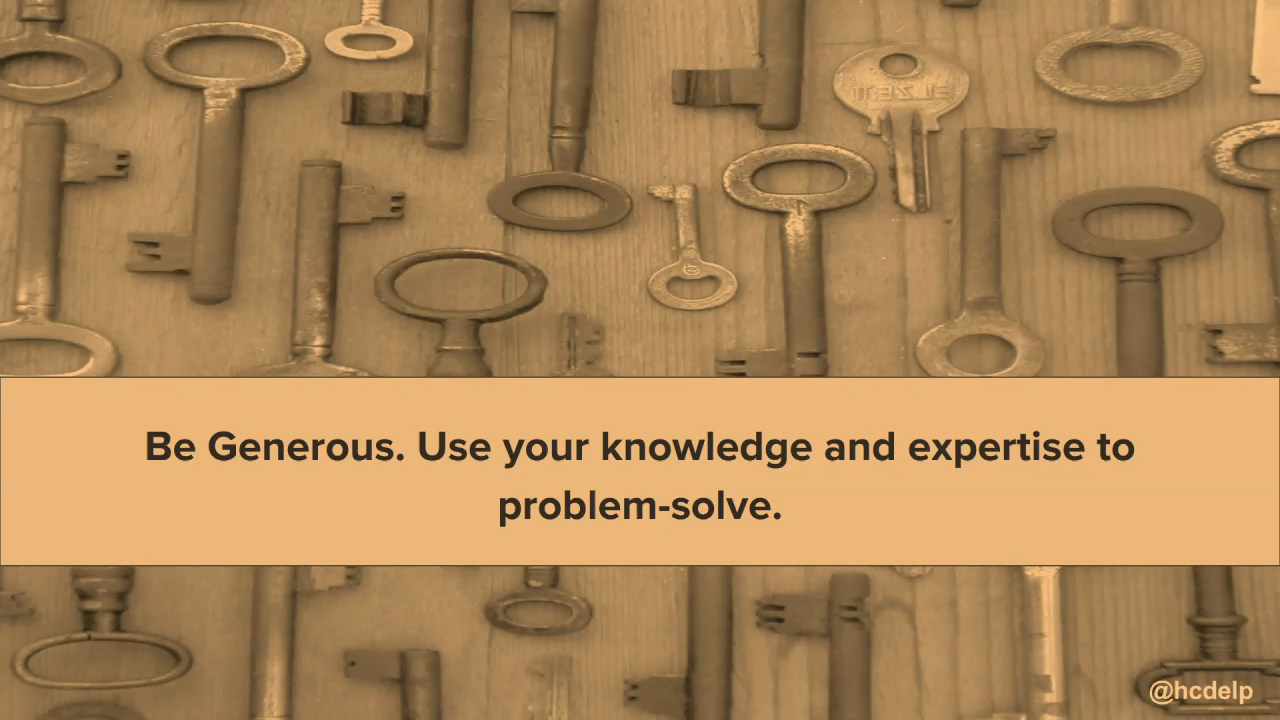 Be Generous. Use your knowledge and expertise to
problem-solve.
@hcdelp